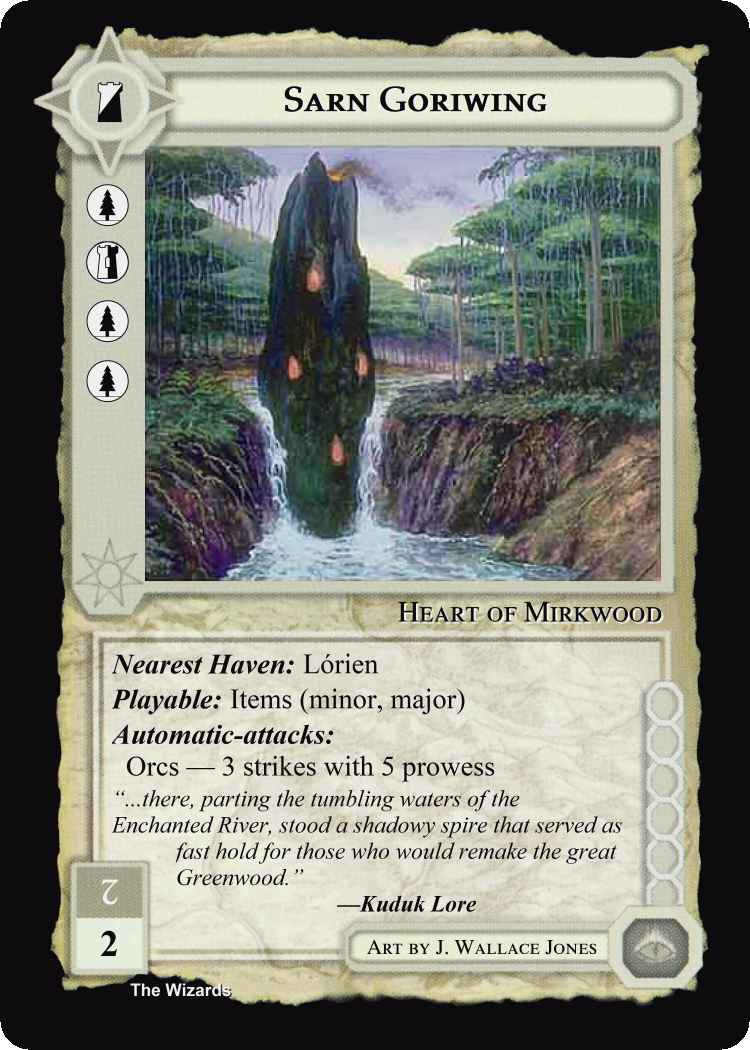 Sarn Goriwing
Heart of Mirkwood
Nearest Haven: Lórien
Playable: Items (minor, major)
Automatic-attacks:
Orcs — 3 strikes with 5 prowess
“...there, parting the tumbling waters of the
Enchanted River, stood a shadowy spire that served as
fast hold for those who would remake the great
Greenwood.”
—Kuduk Lore
2
2
Art by J. Wallace Jones
The Wizards